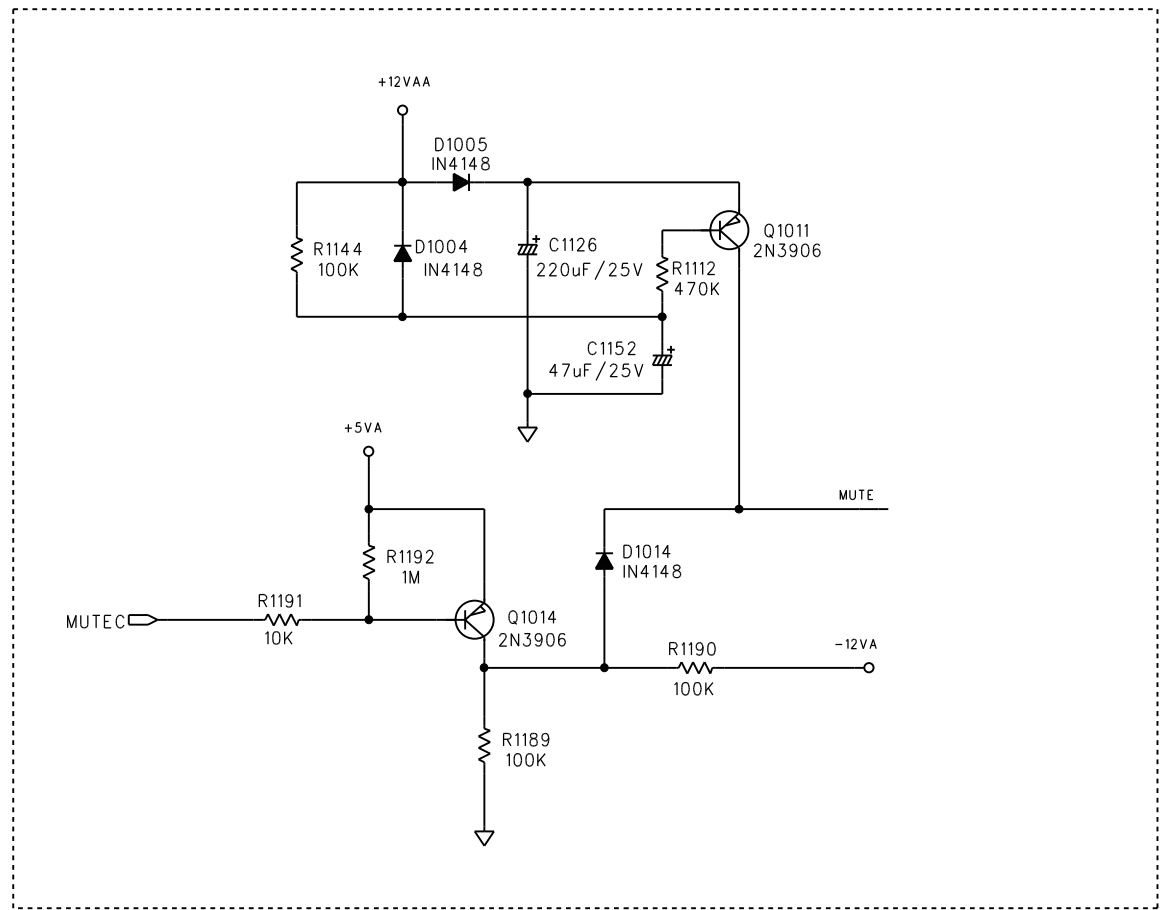 +12VAA
D1005
IN4148
R1144
100K
D1004
IN4148
C1126
220uF/25V
Q1011
2N3906
R1112
470K
C1152
47uF/25V
+5VA
MUTE
R1192
1M
D1014
IN4148
R1191
10K
MUTEC
Q1014
2N3906
R1190
100K
-12VA
R1189
100K